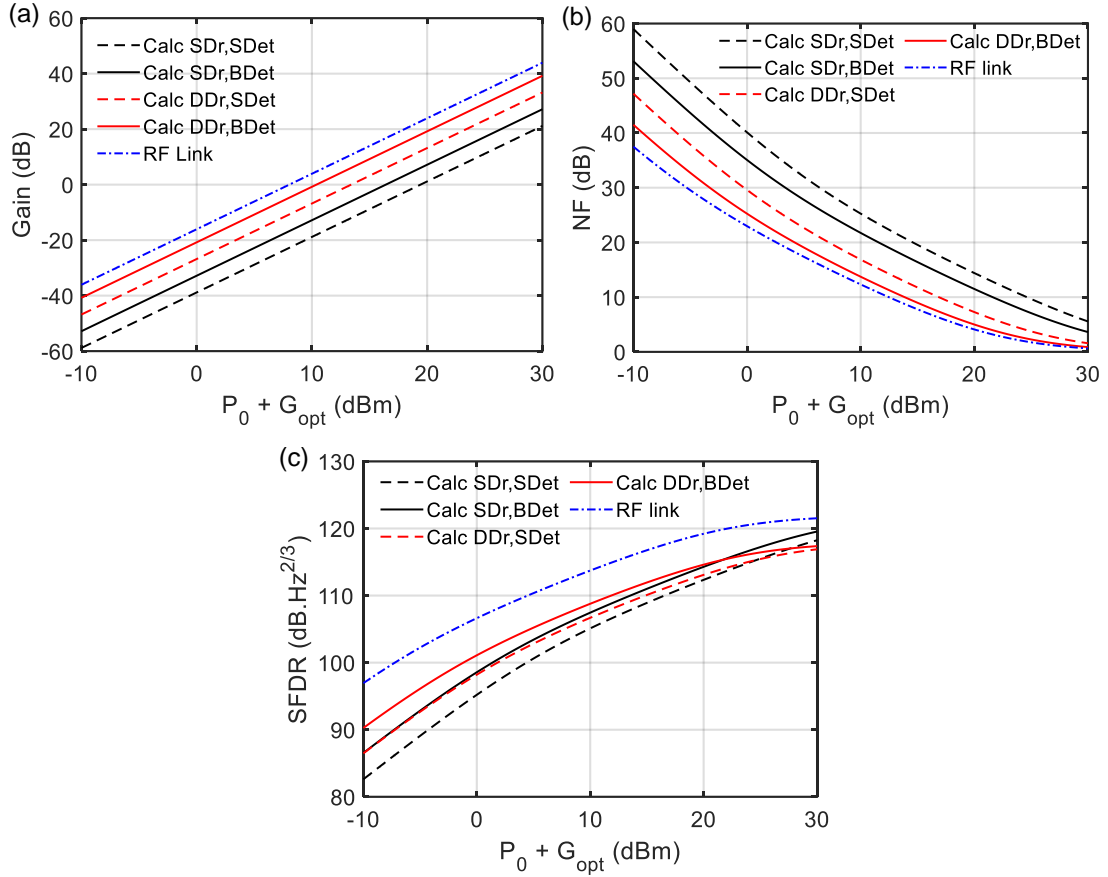 (a)
60
40
20
0
-20
-40
-60
Gain (dB)
Calc SDr,SDet
Calc SDr,BDet
Calc DDr,SDet
Calc DDr,BDet
RF Link
-10 0 10 20 30
P0 + Gopt (dBm)
(b)
60
50
40
30
20
10
0
NF (dB)
Calc SDr,SDet Calc DDr,BDet
Calc SDr,BDet RF link
Calc DDr,SDet
-10 0 10 20 30
P0 + Gopt (dBm)
(c)
130
120
110
100
90
80
SFDR (dB.Hz2/3)
Calc SDr,SDet Calc DDr,BDet
Calc SDr,BDet RF link
Calc DDr,SDet
-10 0 10 20 30
P0 + Gopt (dBm)